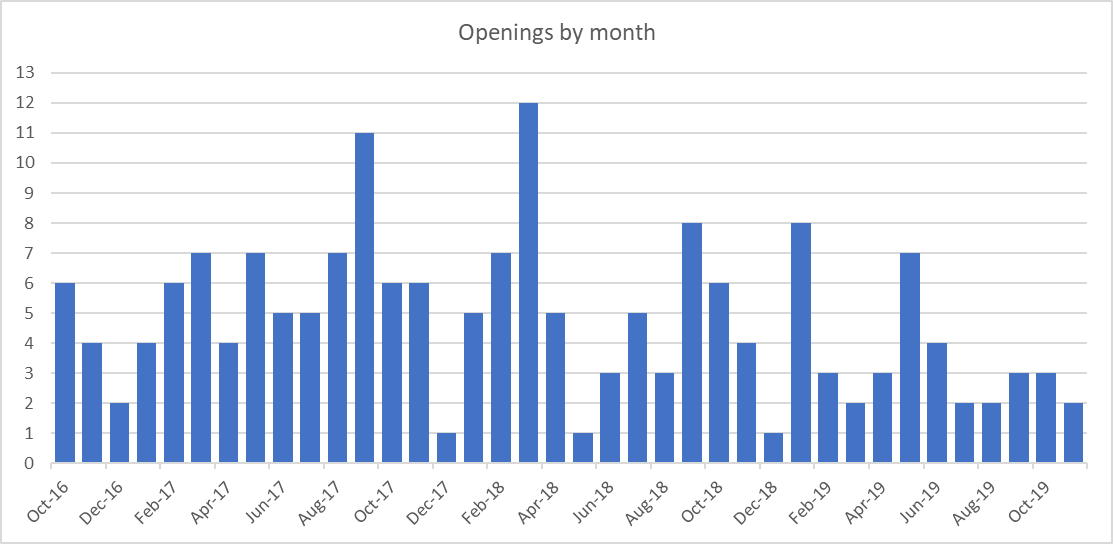 Openings by month
13
12
11
10
9
8
7
6
5
4
3
2
1
0
Oct-16
Dec-16
Feb-17
Apr-17
Jun-17
Aug-17
Oct-17
Dec-17
Feb-18
Apr-18
Jun-18
Aug-18
Oct-18
Dec-18
Feb-19
Apr-19
Jun-19
Aug-19
Oct-19